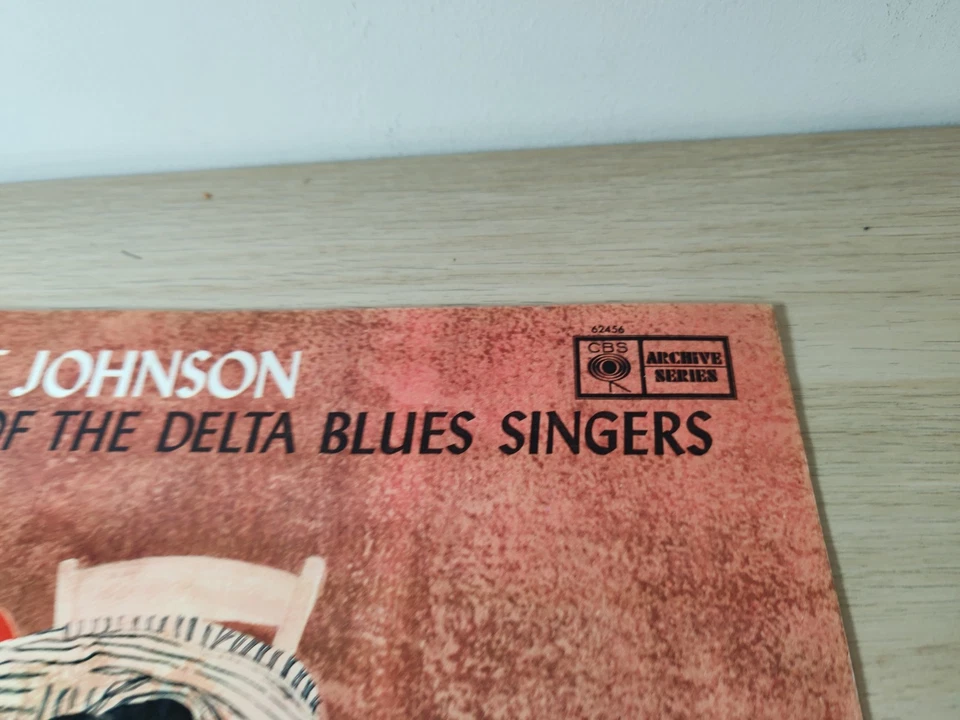 62456
CBS
ARCHIVE
SERIES
JOHNSON
OF THE DELTA BLUES SINGERS